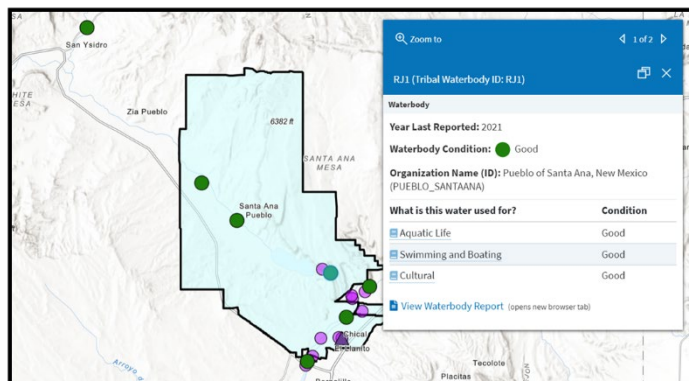 San Ysidro
Zia Pueblo
6382 ft
SANTA ANA
MESA
Santa Ana
Pueblo
Chical
El Llanito
Tecolote
Placitas
Zoom to
1 of 2
RJ1 (Tribal Waterbody ID: RJ1)
Waterbody
Year Last Reported: 2021
Waterbody Condition: Good
Organization Name (ID): Pueblo of Santa Ana, New Mexico
(PUEBLO_SANTAANA)
What is this water used for? Condition
Aquatic Life Good
Swimming and Boating Good
Cultural Good
View Waterbody Report (opens new browser tab)